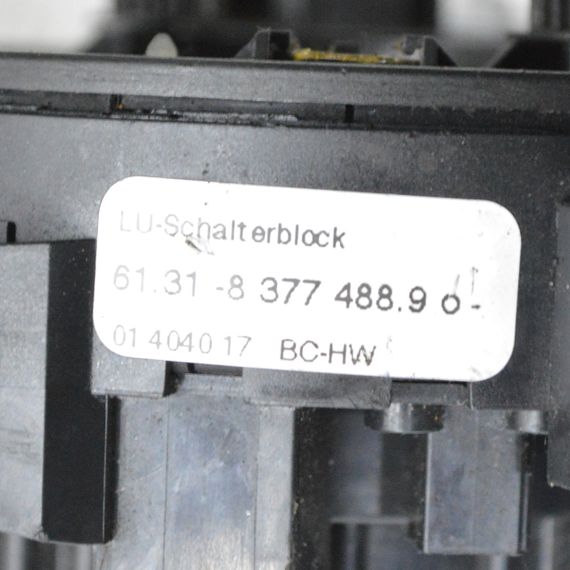 LU-Schalterblock
61.31 -8 377 488.9 o -
01 4040 17 BC-HW